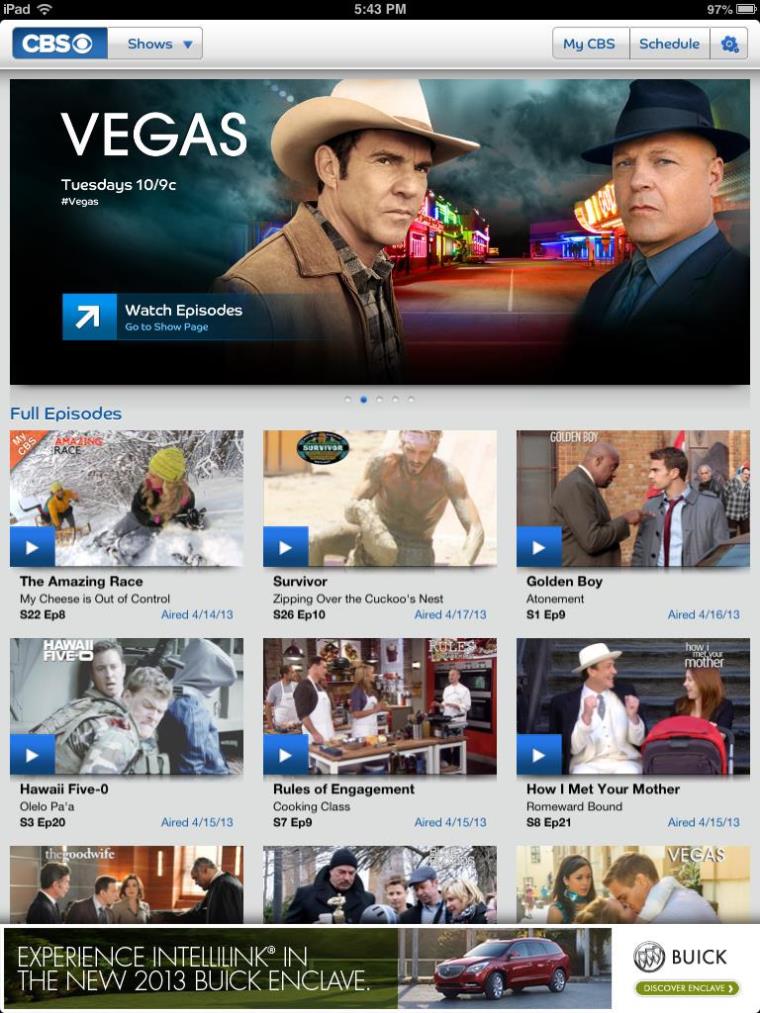 iPad 5:43 PM 97%
CBS Shows My CBS Schedule
VEGAS
Tuesdays 10/9c
#Vegas
Watch Episodes
Go to Show Page
Full Episodes
My CBS
AMAZING RACE
SURVIVOR
GOLDEN BOY
The Amazing Race
My Cheese is Out of Control
S22 Ep8 Aired 4/14/13
Survivor
Zipping Over the Cuckoo's Nest
S26 Ep10 Aired 4/17/13
Golden Boy
Atonement
S1 Ep9 Aired 4/16/13
HAWAII
FIVE-O
RULES
how i
met your
mother
Hawaii Five-0
Olelo Pa'a
S3 Ep20 Aired 4/15/13
Rules of Engagement
Cooking Class
S7 Ep9 Aired 4/15/13
How I Met Your Mother
Romeward Bound
S8 Ep21 Aired 4/15/13
thegoodwife
VEGAS
EXPERIENCE INTELLILINK® IN
THE NEW 2013 BUICK ENCLAVE.
BUICK
DISCOVER ENCLAVE